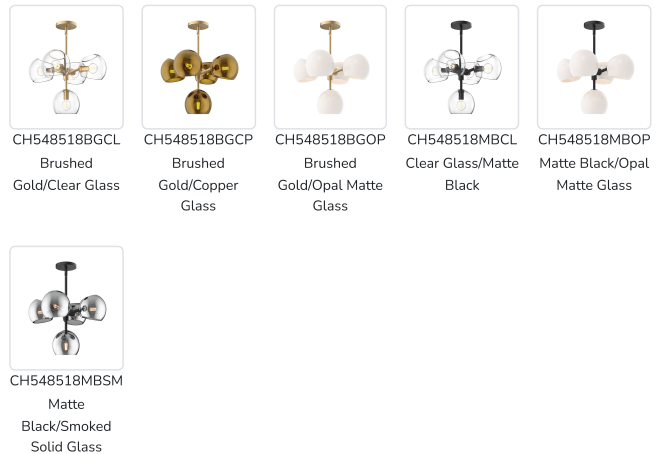 CH548518BGCL
Brushed
Gold/Clear Glass
CH548518BGCP
Brushed
Gold/Copper
Glass
CH548518BGOP
Brushed
Gold/Opal Matte
Glass
CH548518MBCL
Clear Glass/Matte
Black
CH548518MBOP
Matte Black/Opal
Matte Glass
CH548518MBSM
Matte
Black/Smoked
Solid Glass